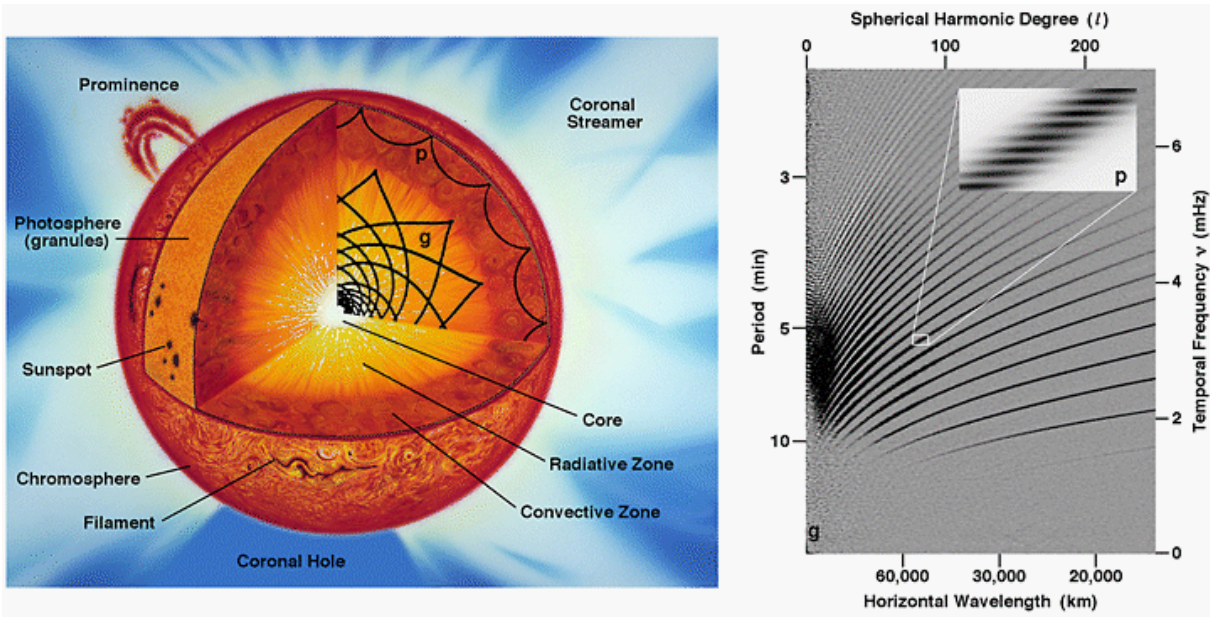 Prominence
Coronal
Streamer
p
Photosphere
(granules)
g
Sunspot
Core
Radiative Zone
Chromosphere
Convective Zone
Filament
Coronal Hole
Spherical Harmonic Degree (l)
0 100 200
p
Period (min)
3
5
10
6
4
2
0
Temporal Frequency ν (mHz)
g
60,000 30,000 20,000
Horizontal Wavelength (km)